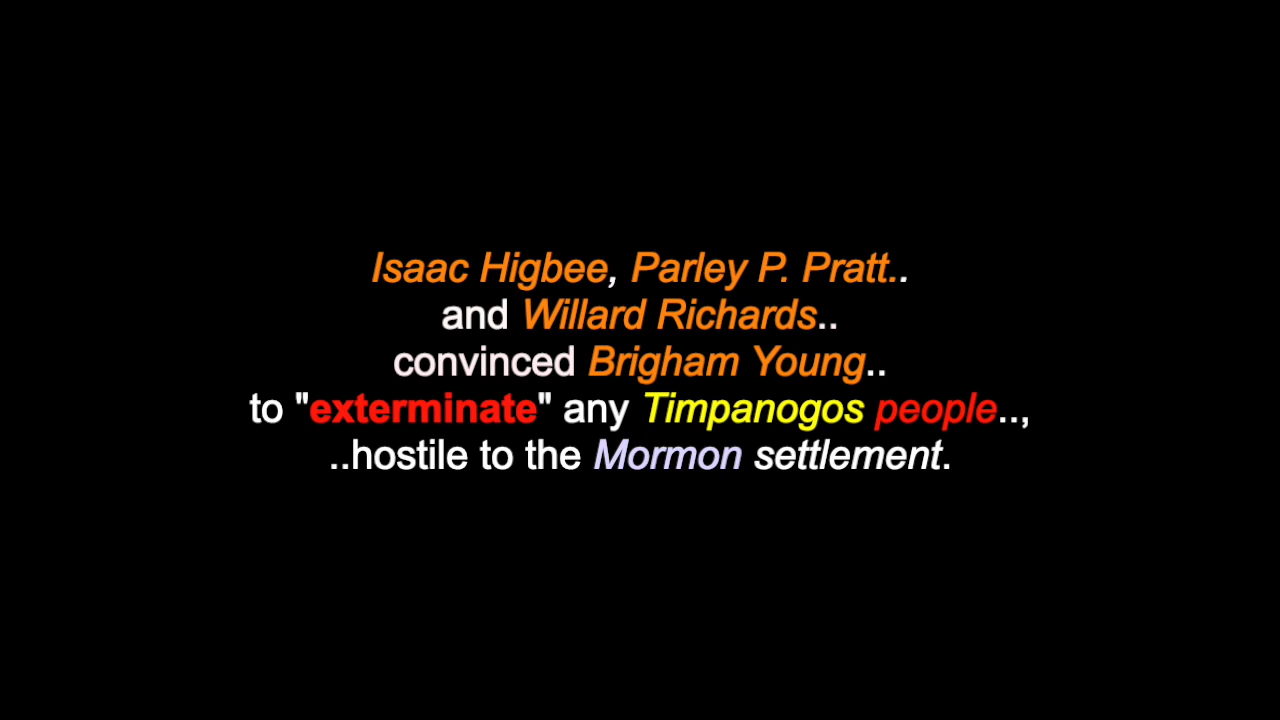 Isaac Higbee, Parley P. Pratt..
and Willard Richards..
convinced Brigham Young..
to "exterminate" any Timpanogos people..,
..hostile to the Mormon settlement.